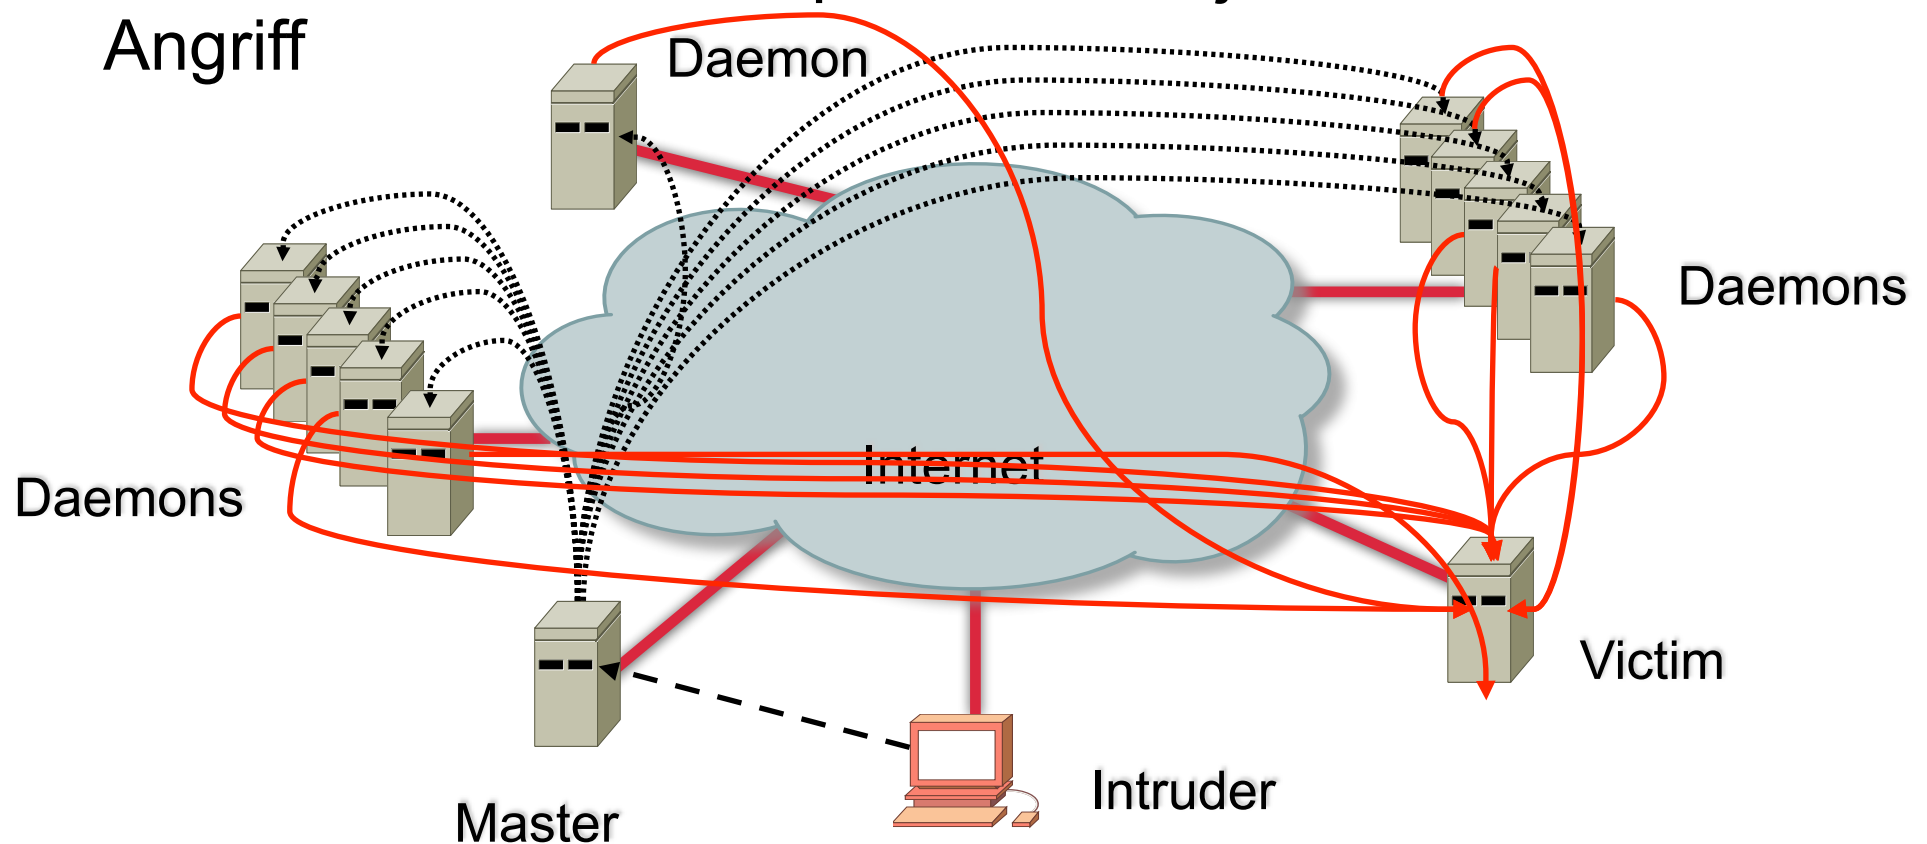 Angriff
Daemon
Daemons
Internet
Daemons
Victim
Intruder
Master